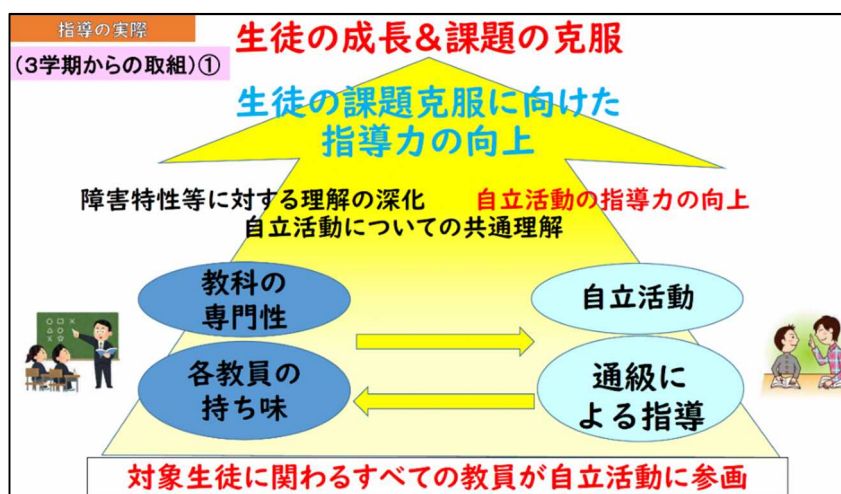 指導の実際
(3学期からの取組)①
生徒の成長&課題の克服
生徒の課題克服に向けた
指導力の向上
障害特性等に対する理解の深化
自立活動の指導力の向上
自立活動についての共通理解
教科の
専門性
自立活動
各教員の
持ち味
通級に
よる指導
対象生徒に関わるすべての教員が自立活動に参画